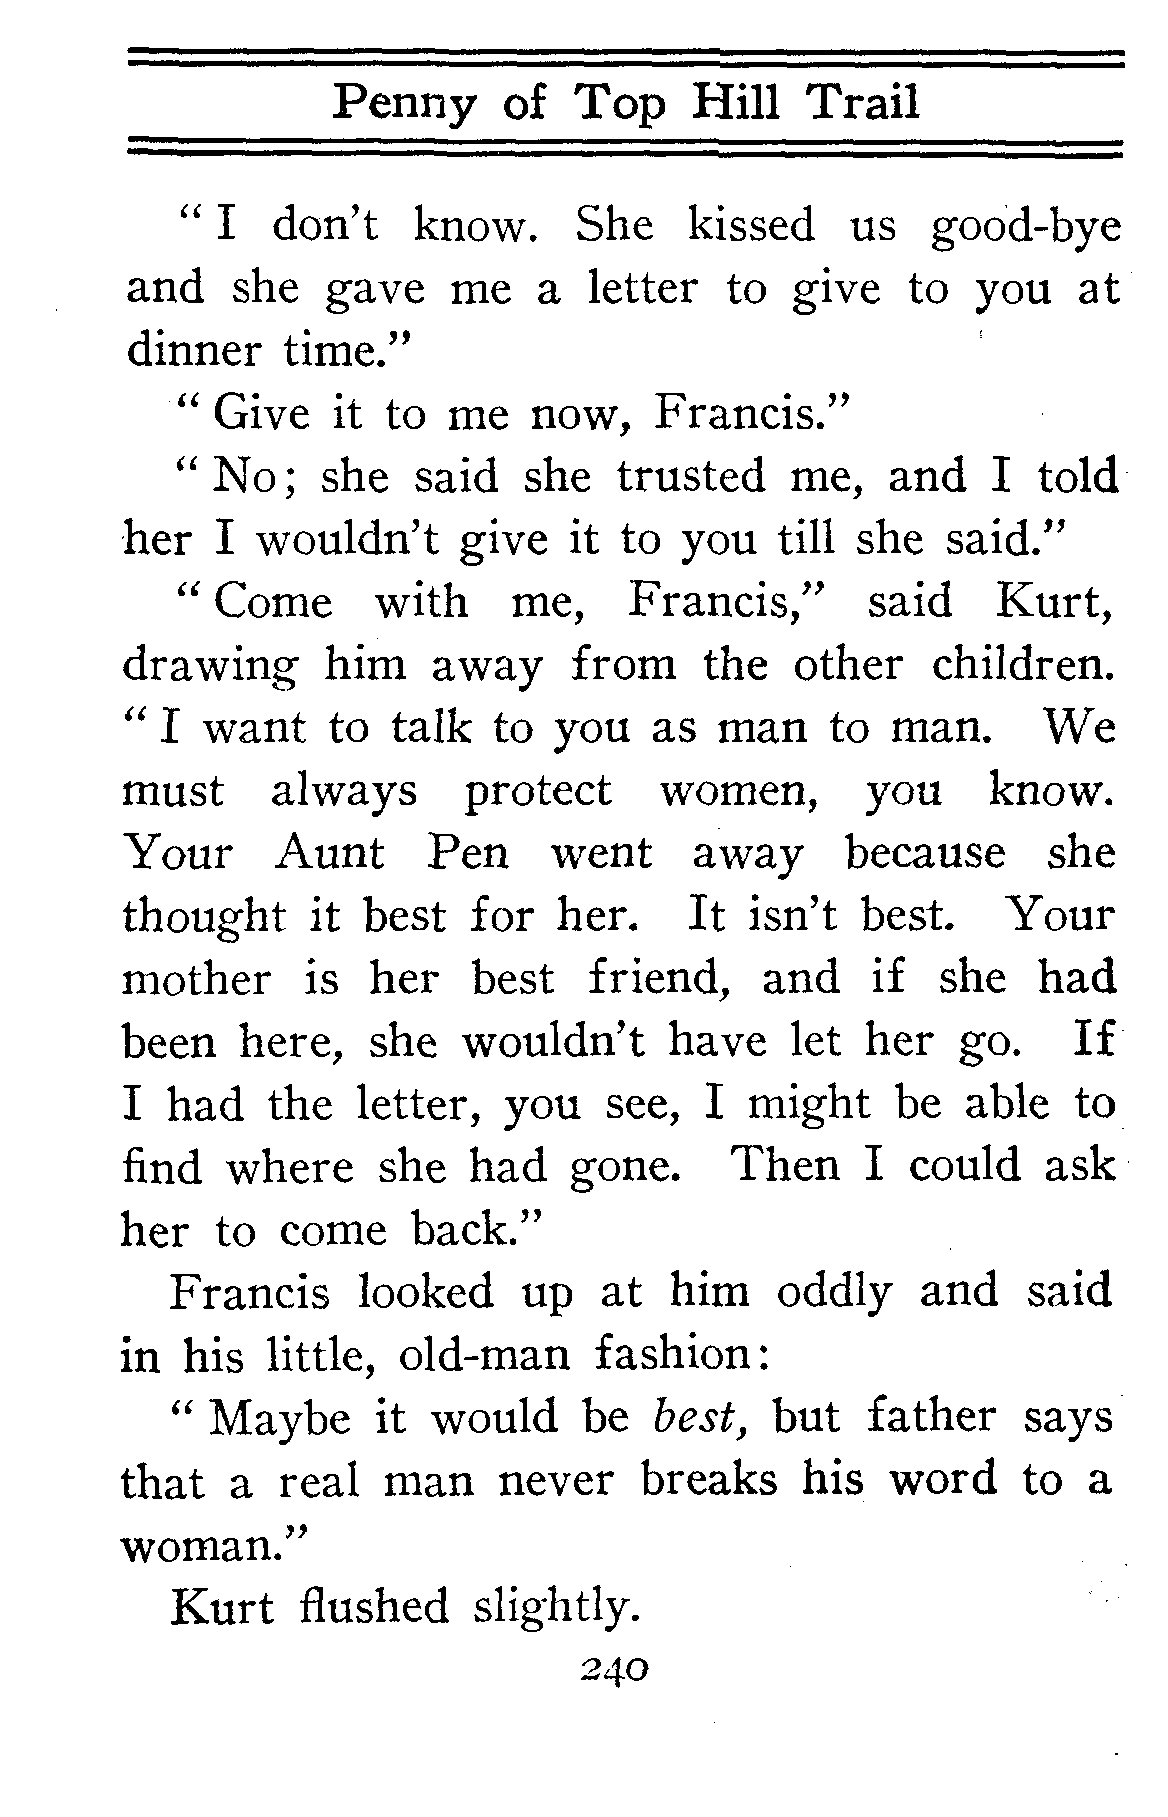 Penny of Top Hill Trail
“ I don’t know. She kissed us good-bye
and she gave me a letter to give to you at
dinner time.”
“ Give it to me now, Francis.”
“ No; she said she trusted me, and I told
her I wouldn’t give it to you till she said.”
“ Come with me, Francis,” said Kurt,
drawing him away from the other children.
“ I want to talk to you as man to man. We
must always protect women, you know.
Your Aunt Pen went away because she
thought it best for her. It isn’t best. Your
mother is her best friend, and if she had
been here, she wouldn’t have let her go. If
I had the letter, you see, I might be able to
find where she had gone. Then I could ask
her to come back.”
Francis looked up at him oddly and said
in his little, old-man fashion:
“ Maybe it would be best, but father says
that a real man never breaks his word to a
woman.”
Kurt flushed slightly.
240